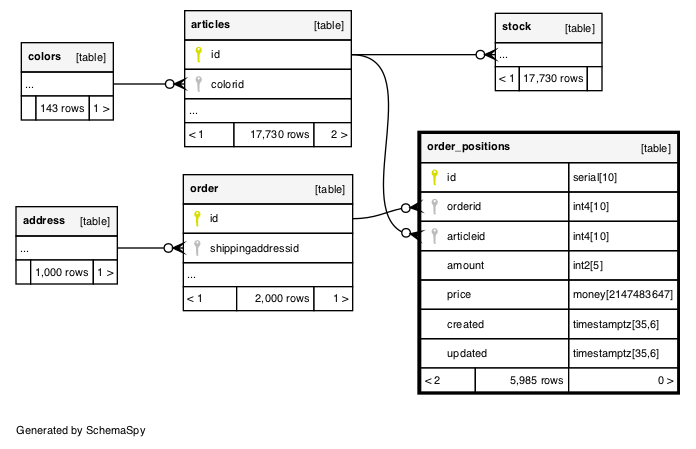 colors [table]
...
143 rows 1 >
articles [table]
id
colorid
...
< 1 17,730 rows 2 >
stock [table]
...
< 1 17,730 rows
address [table]
...
1,000 rows 1 >
order [table]
id
shippingaddressid
...
< 1 2,000 rows 1 >
order_positions [table]
id serial[10]
orderid int4[10]
articleid int4[10]
amount int2[5]
price money[2147483647]
created timestamptz[35,6]
updated timestamptz[35,6]
< 2 5,985 rows 0 >
Generated by SchemaSpy